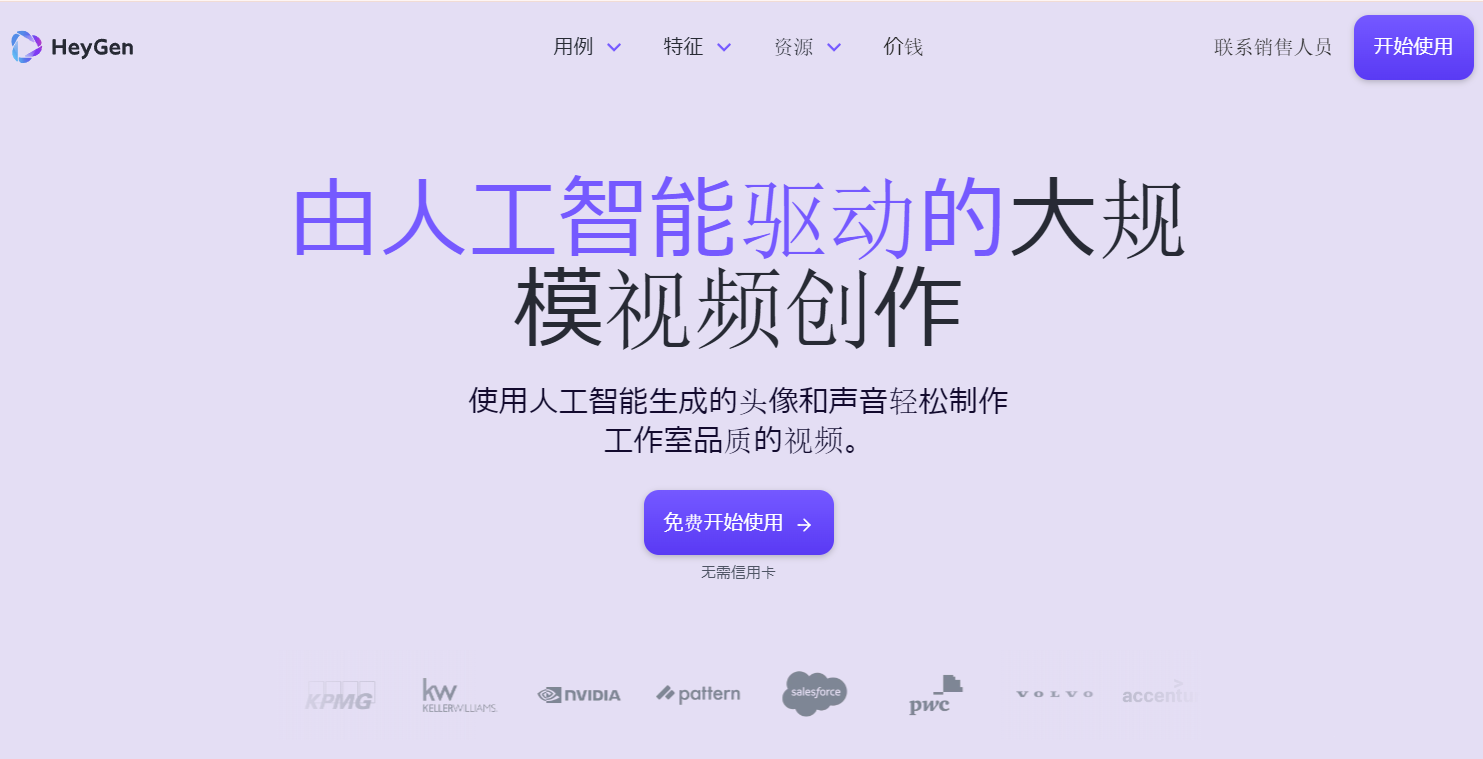 HeyGen
用例
特征
资源
价钱
联系销售人员
开始使用
由人工智能驱动的大规
模视频创作
使用人工智能生成的头像和声音轻松制作
工作室品质的视频。
免费开始使用
无需信用卡
KPMG
kw
KELLERWILLIAMS.
NVIDIA
pattern
salesforce
pwc
VOLVO
accentu